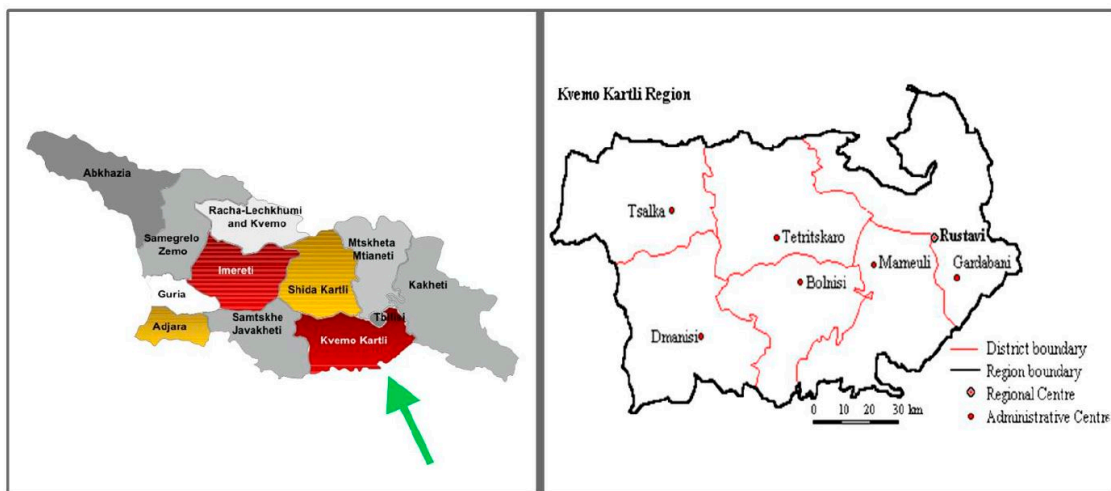 Abkhazia
Racha-Lechkhumi
and Kvemo
Samegrelo
Zemo
Mtskheta
Mtianeti
Imereti
Kakheti
Guria
Shida Kartli
Adjara
Samtskhe
Javakheti
Tbilisi
Kvemo Kartli
Kvemo Kartli Region
Tsalka
Tetritskaro
Rustavi
Marneuli
Gardabani
Bolnisi
Dmanisi
District boundary
Region boundary
Regional Centre
Administrative Centre
0 10 20 30 km